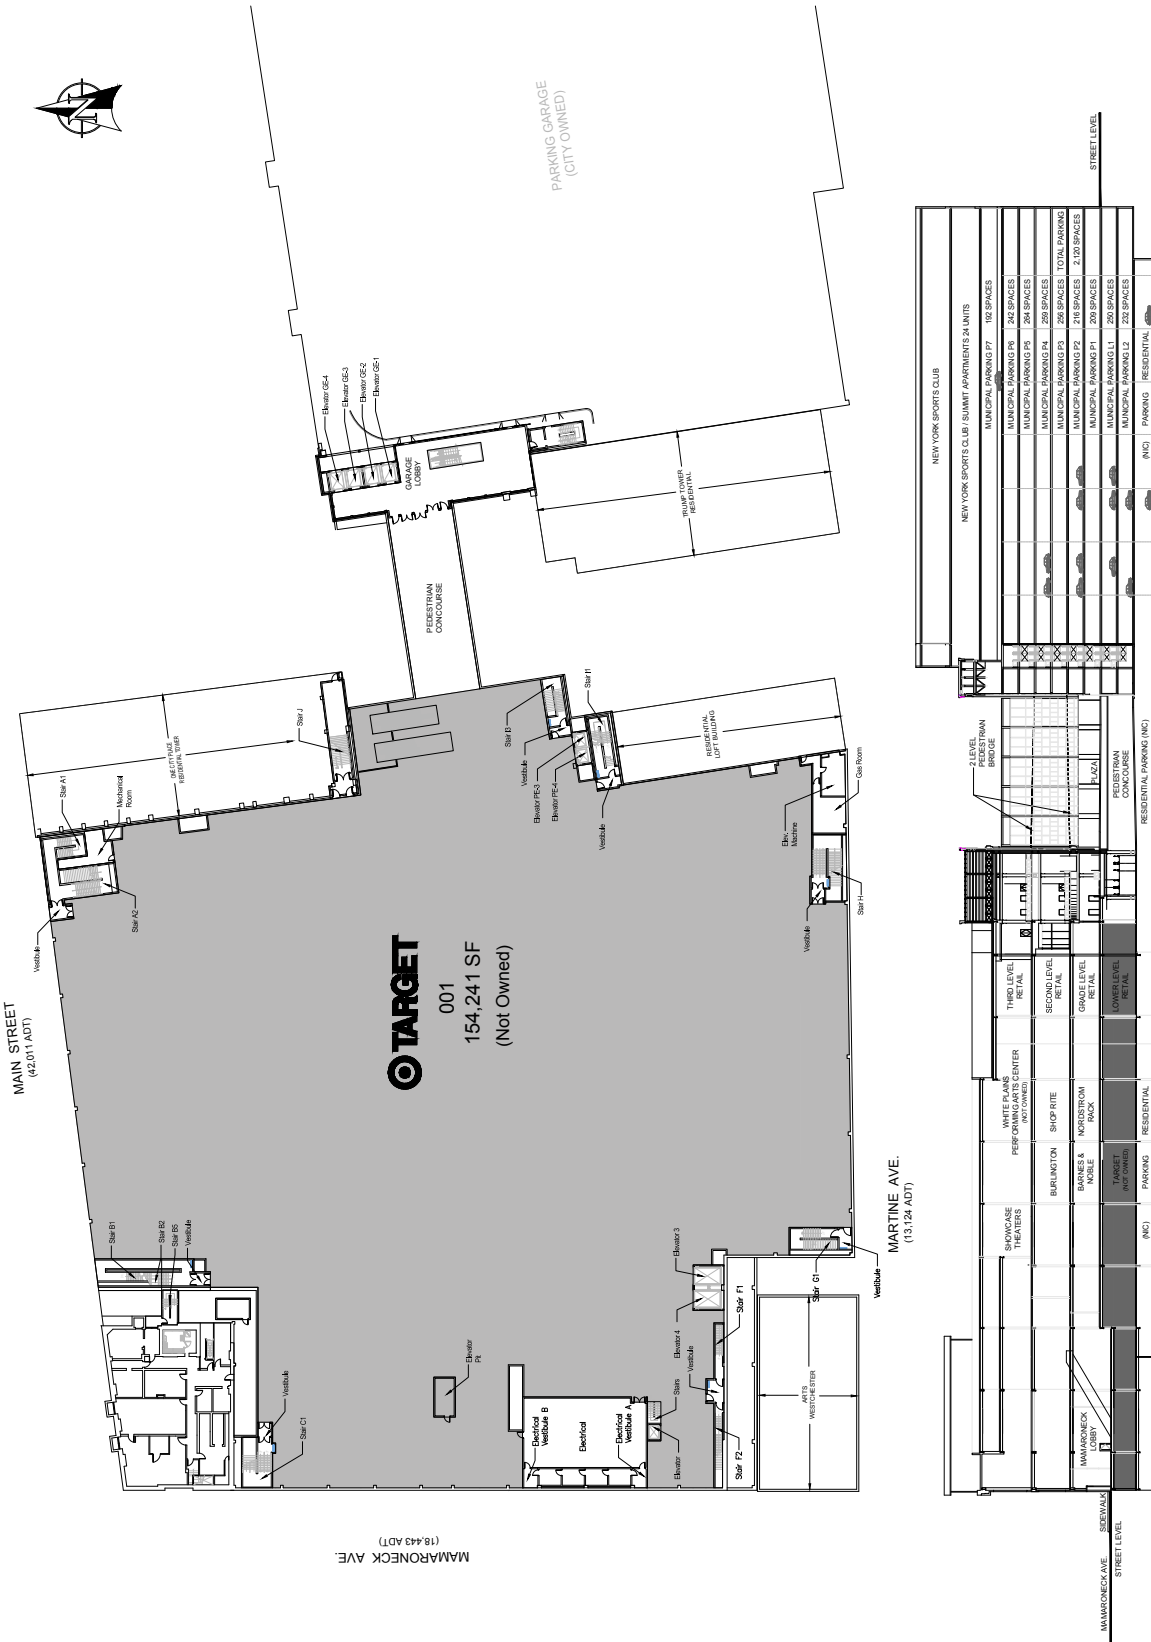 N
PARKING GARAGE
(CITY OWNED)
Elevator GE-4
Elevator GE-3
Elevator GE-2
Elevator GE-1
GARAGE
LOBBY
TRUMP TOWER
RESIDENTIAL
PEDESTRIAN
CONCOURSE
ONE CITY PLACE
RESIDENTIAL TOWER
Stair J
Stair A1
Mechanical
Room
Stair A2
Vestibule
Stair I3
Vestibule
Elevator PE-3
Elevator PE-4
Stair I1
Vestibule
RESIDENTIAL
LOFT BUILDING
Gas Room
Elev.
Machine
Stair H
Vestibule
MAIN STREET
(42,011 ADT)
TARGET
001
154,241 SF
(Not Owned)
MARTINE AVE.
(13,124 ADT)
Stair B1
Stair B2
Stair B5
Vestibule
Vestibule
Stair C1
Elevator
Pit
Electrical
Vestibule B
Electrical
Electrical
Vestibule A
Elevator
Stairs
Elevator 3
Elevator 4
Vestibule
Stair F1
Stair F2
Stair G1
Vestibule
ARTS
WESTCHESTER
MAMARONECK AVE.
(18,443 ADT)
NEW YORK SPORTS CLUB
NEW YORK SPORTS CLUB / SUMMIT APARTMENTS 24 UNITS
MUNICIPAL PARKING P7 192 SPACES
MUNICIPAL PARKING P6 242 SPACES
MUNICIPAL PARKING P5 264 SPACES
MUNICIPAL PARKING P4 259 SPACES
MUNICIPAL PARKING P3 256 SPACES TOTAL PARKING
MUNICIPAL PARKING P2 216 SPACES 2,120 SPACES
MUNICIPAL PARKING P1 209 SPACES
MUNICIPAL PARKING L1 250 SPACES
MUNICIPAL PARKING L2 232 SPACES
(NIC) PARKING RESIDENTIAL
STREET LEVEL
2 LEVEL
PEDESTRIAN
BRIDGE
PLAZA
PEDESTRIAN
CONCOURSE
RESIDENTIAL PARKING (NIC)
THIRD LEVEL
RETAIL
SECOND LEVEL
RETAIL
GRADE LEVEL
RETAIL
LOWER LEVEL
RETAIL
WHITE PLAINS
PERFORMING ARTS CENTER
(NOT OWNED)
SHOWCASE
THEATERS
BURLINGTON
SHOP RITE
BARNES &
NOBLE
NORDSTROM
RACK
TARGET
(NOT OWNED)
(NIC) PARKING RESIDENTIAL
MAMARONECK
LOBBY
MAMARONECK AVE. SIDEWALK
STREET LEVEL